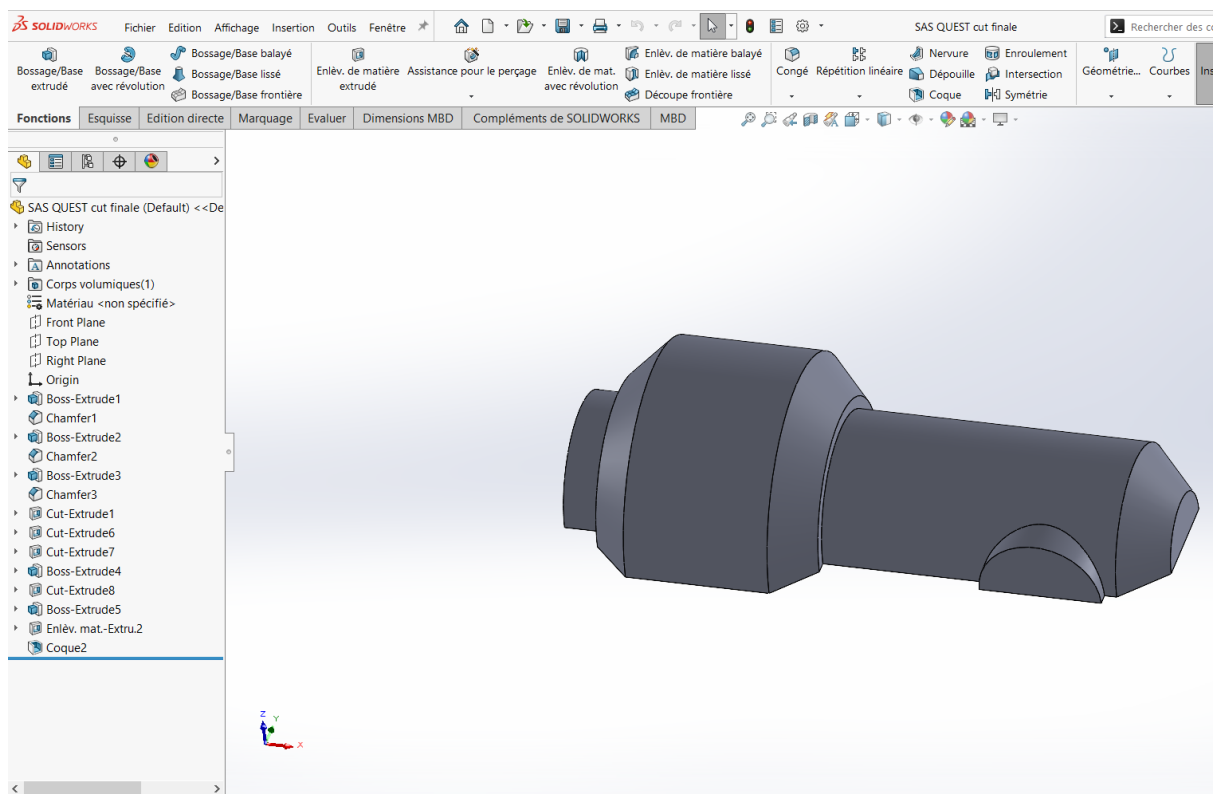 SOLIDWORKS Fichier Edition Affichage Insertion Outils Fenêtre SAS QUEST cut finale Rechercher des co
Bossage/Base extrudé
Bossage/Base avec révolution
Bossage/Base balayé
Bossage/Base lissé
Bossage/Base frontière
Enlèv. de matière extrudé
Assistance pour le perçage
Enlèv. de mat. avec révolution
Enlèv. de matière balayé
Enlèv. de matière lissé
Découpe frontière
Congé
Répétition linéaire
Nervure
Dépouille
Coque
Enroulement
Intersection
Symétrie
Géométrie...
Courbes
Ins
Fonctions Esquisse Edition directe Marquage Evaluer Dimensions MBD Compléments de SOLIDWORKS MBD
SAS QUEST cut finale (Default) <<De
History
Sensors
Annotations
Corps volumiques(1)
Matériau <non spécifié>
Front Plane
Top Plane
Right Plane
Origin
Boss-Extrude1
Chamfer1
Boss-Extrude2
Chamfer2
Boss-Extrude3
Chamfer3
Cut-Extrude1
Cut-Extrude6
Cut-Extrude7
Boss-Extrude4
Cut-Extrude8
Boss-Extrude5
Enlèv. mat.-Extru.2
Coque2
Z
Y
X